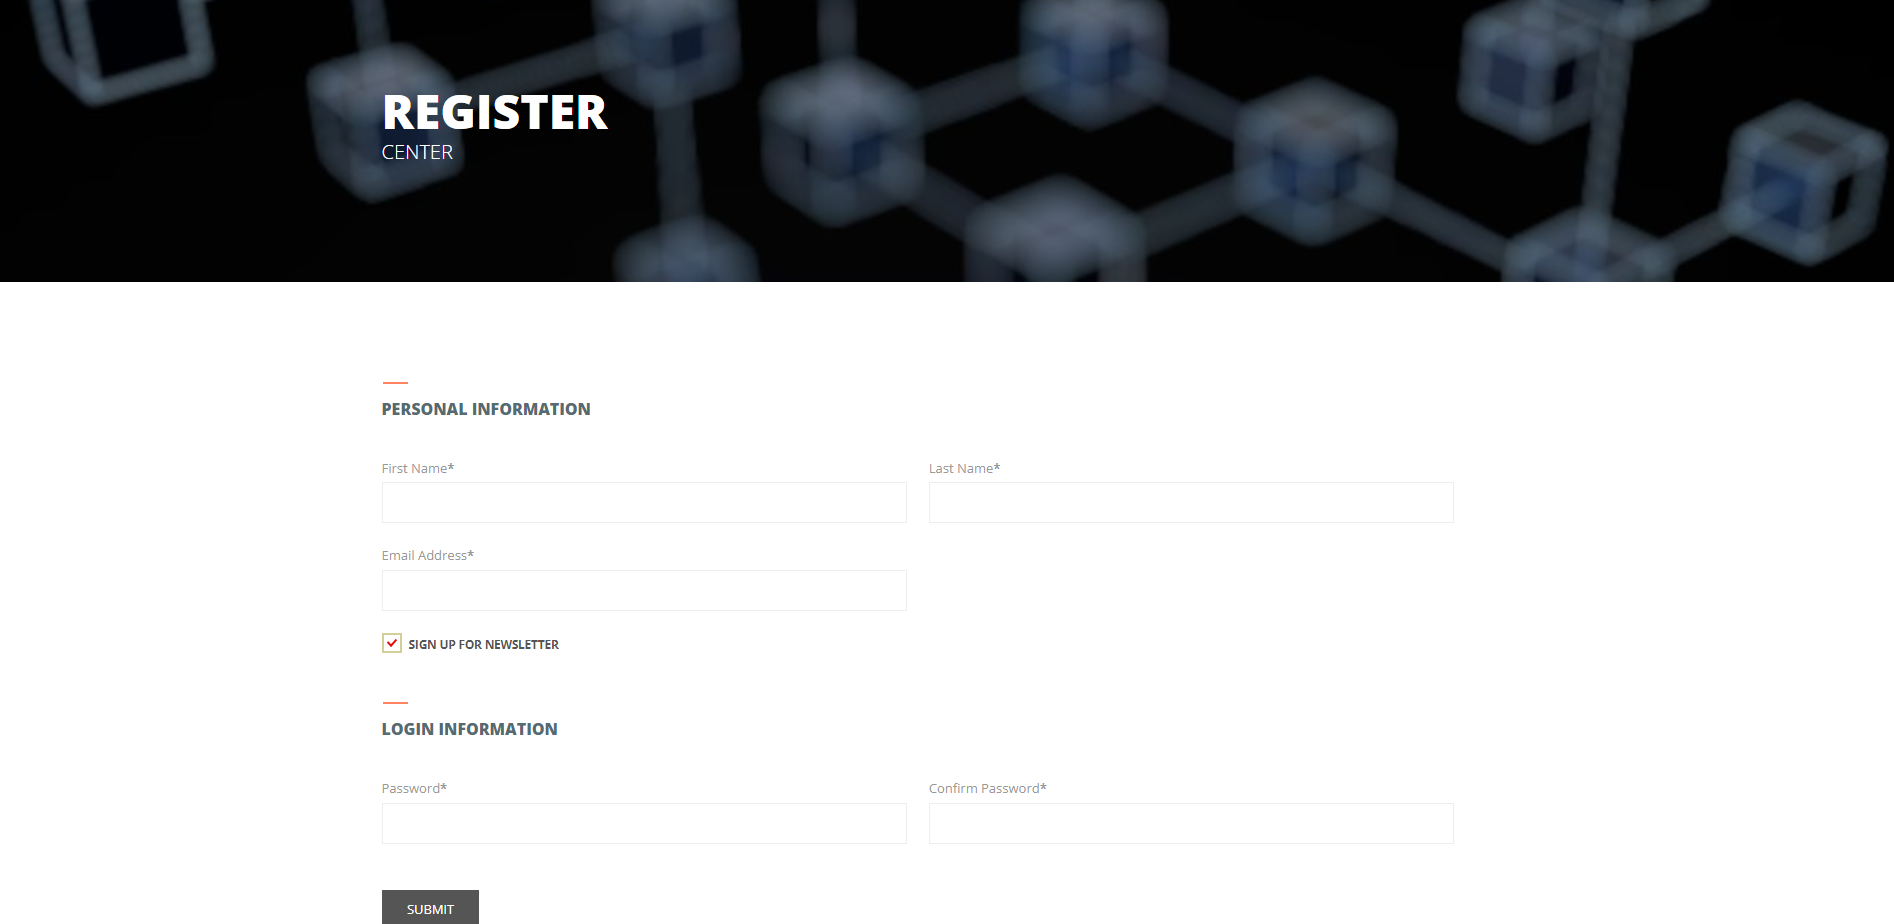 REGISTER
CENTER
PERSONAL INFORMATION
First Name*
Last Name*
Email Address*
SIGN UP FOR NEWSLETTER
LOGIN INFORMATION
Password*
Confirm Password*
SUBMIT